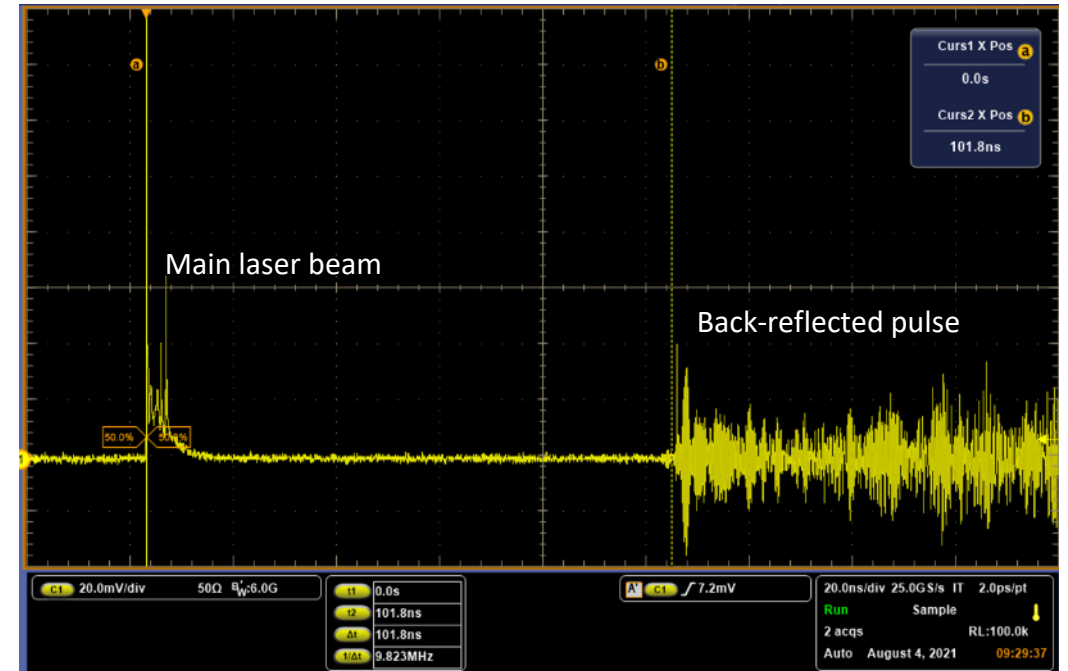 a
b
Curs1 X Pos a
0.0s
Curs2 X Pos b
101.8ns
Main laser beam
Back-reflected pulse
50.0%
1
C1 20.0mV/div 50Ω BW:6.0G
t1 0.0s
t2 101.8ns
Δt 101.8ns
1/Δt 9.823MHz
A' C1 7.2mV
20.0ns/div 25.0GS/s IT 2.0ps/pt
Run Sample
2 acqs RL:100.0k
Auto August 4, 2021 09:29:37